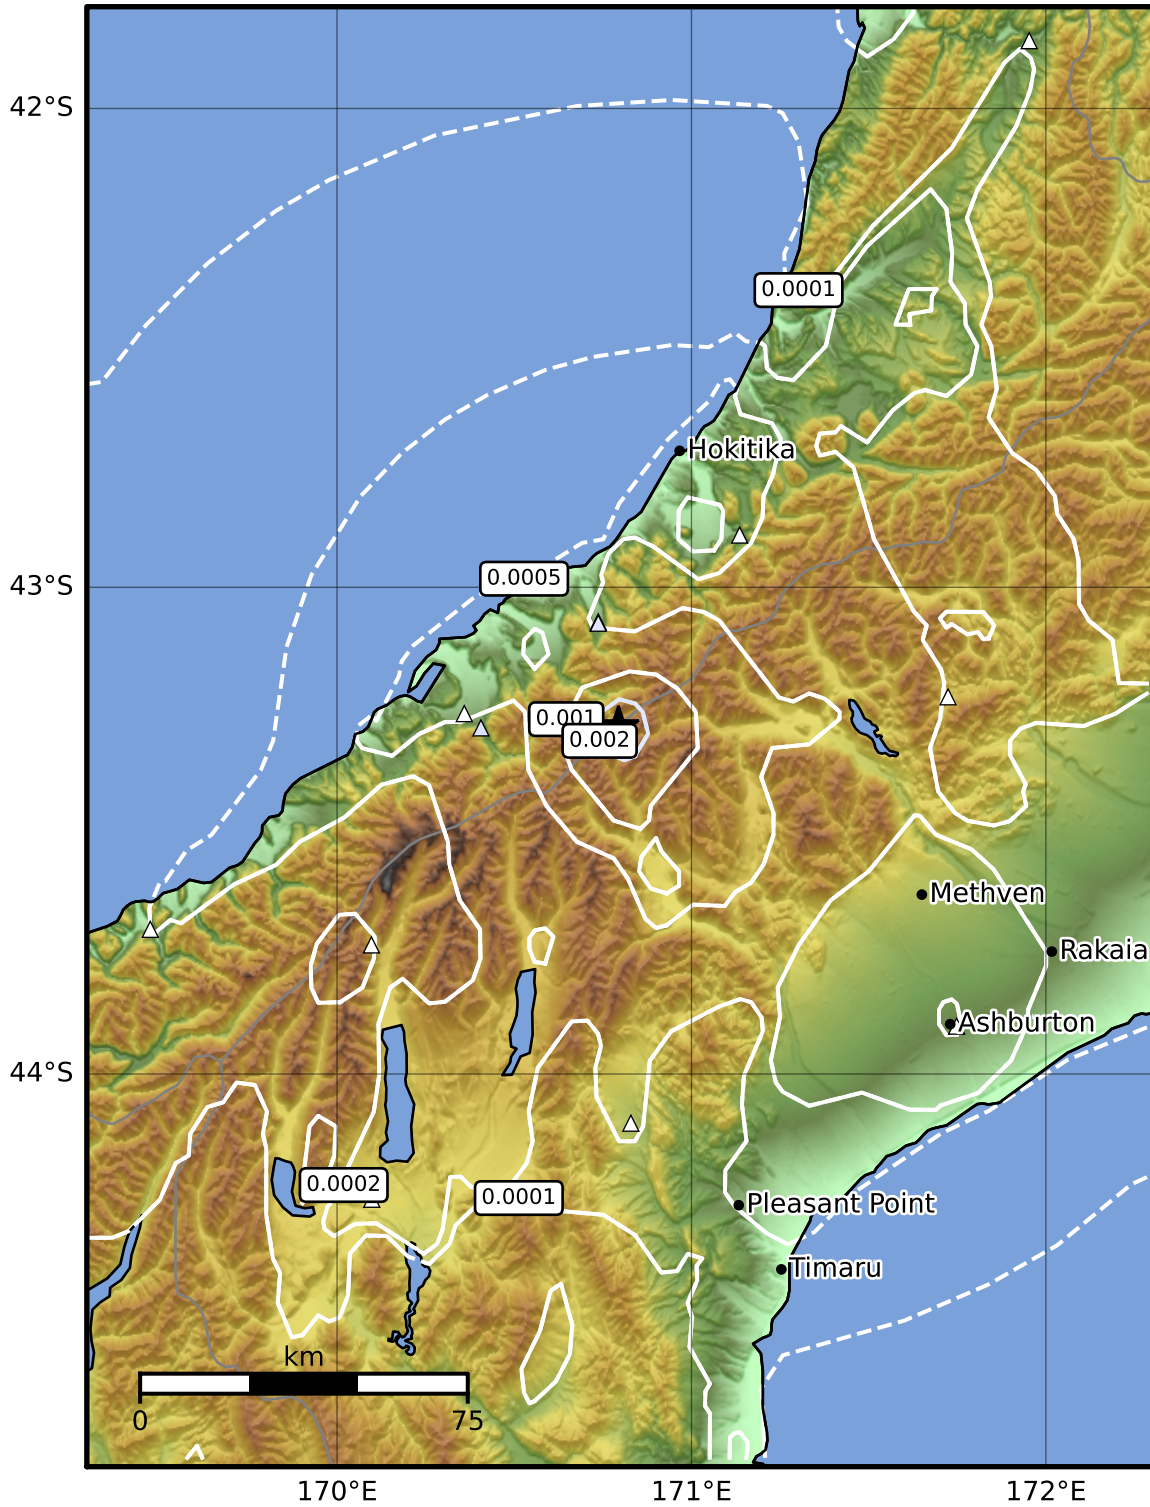 42°S
0.0001
Hokitika
0.0005
43°S
0.001
0.002
Methven
Rakaia
Ashburton
44°S
0.0002
0.0001
Pleasant Point
Timaru
km
0
75
170°E
171°E
172°E